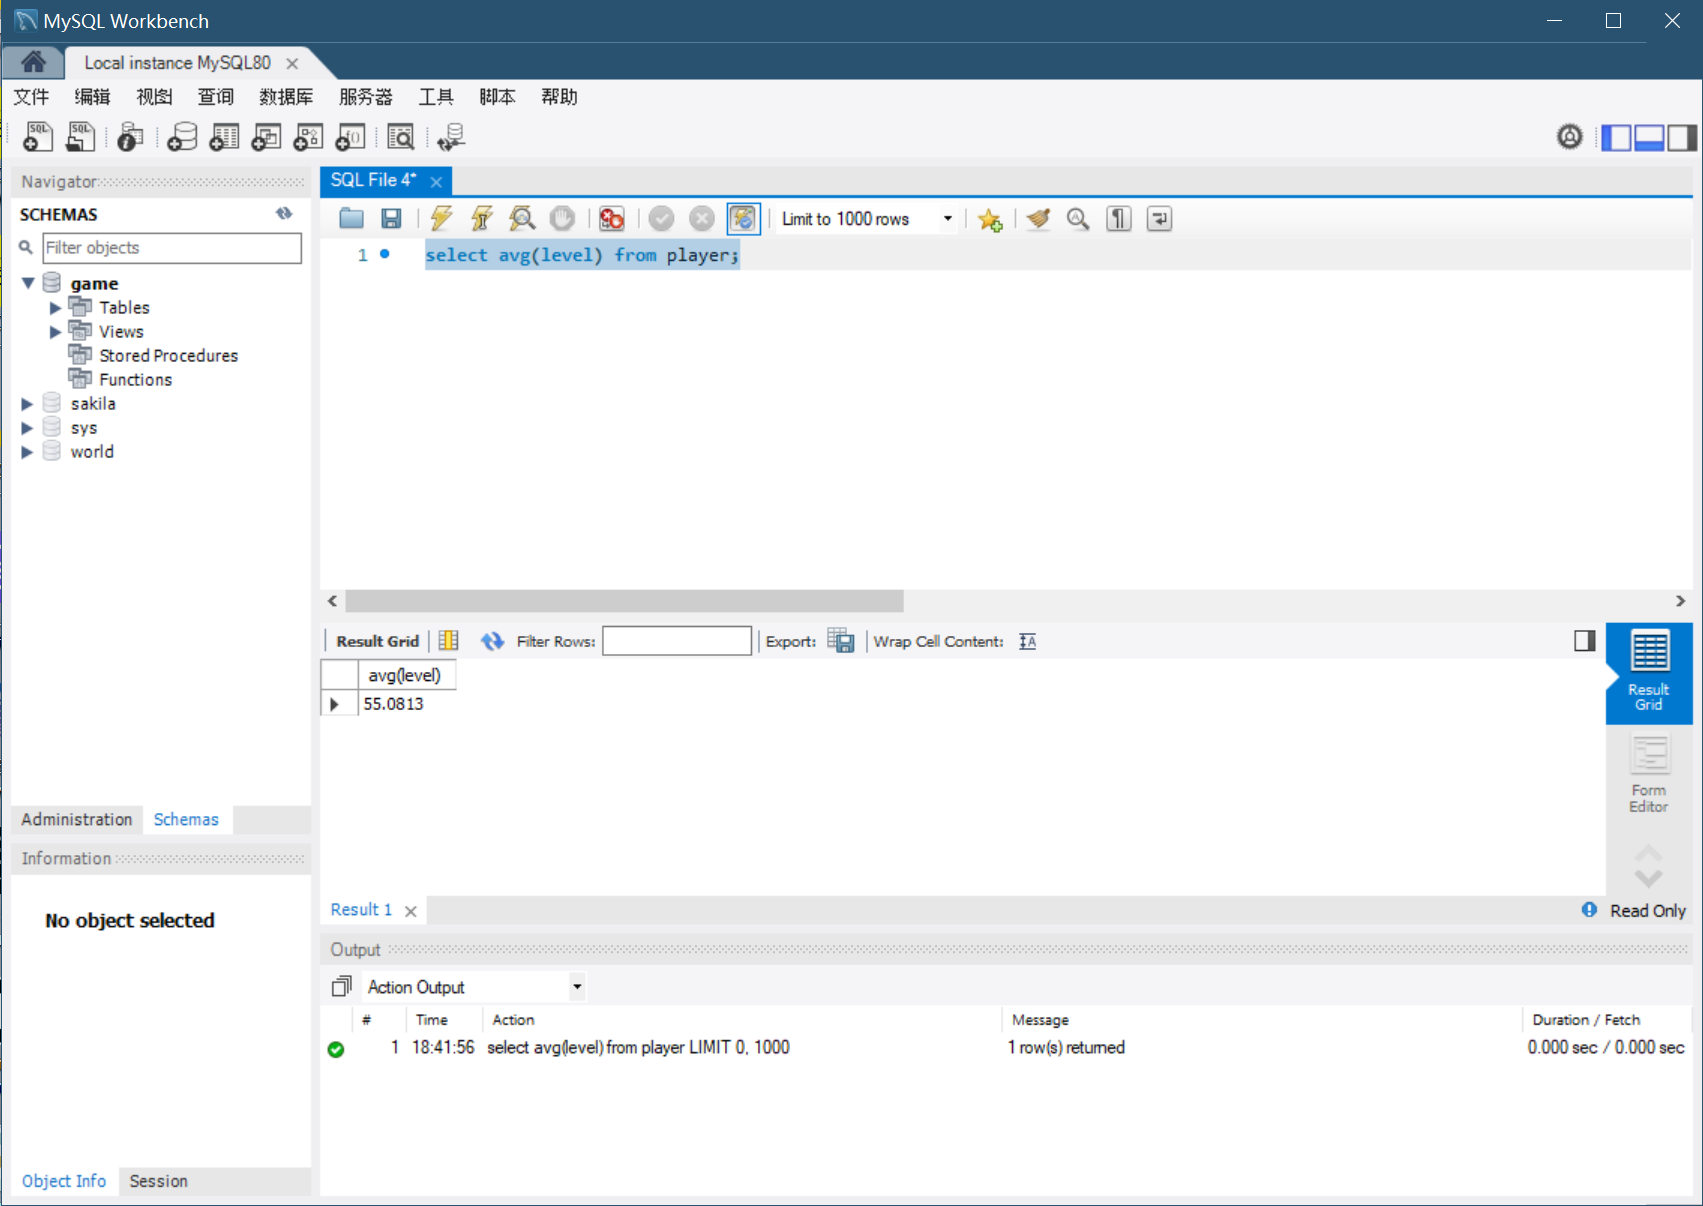 MySQL Workbench
Local instance MySQL80
文件 编辑 视图 查询 数据库 服务器 工具 脚本 帮助
Navigator
SCHEMAS
Filter objects
game
Tables
Views
Stored Procedures
Functions
sakila
sys
world
Administration Schemas
Information
No object selected
Object Info Session
SQL File 4*
Limit to 1000 rows
1 select avg(level) from player;
Result Grid Filter Rows: Export: Wrap Cell Content:
avg(level)
55.0813
Result
Grid
Form
Editor
Result 1 Read Only
Output
Action Output
# Time Action Message Duration / Fetch
1 18:41:56 select avg(level) from player LIMIT 0, 1000 1 row(s) returned 0.000 sec / 0.000 sec